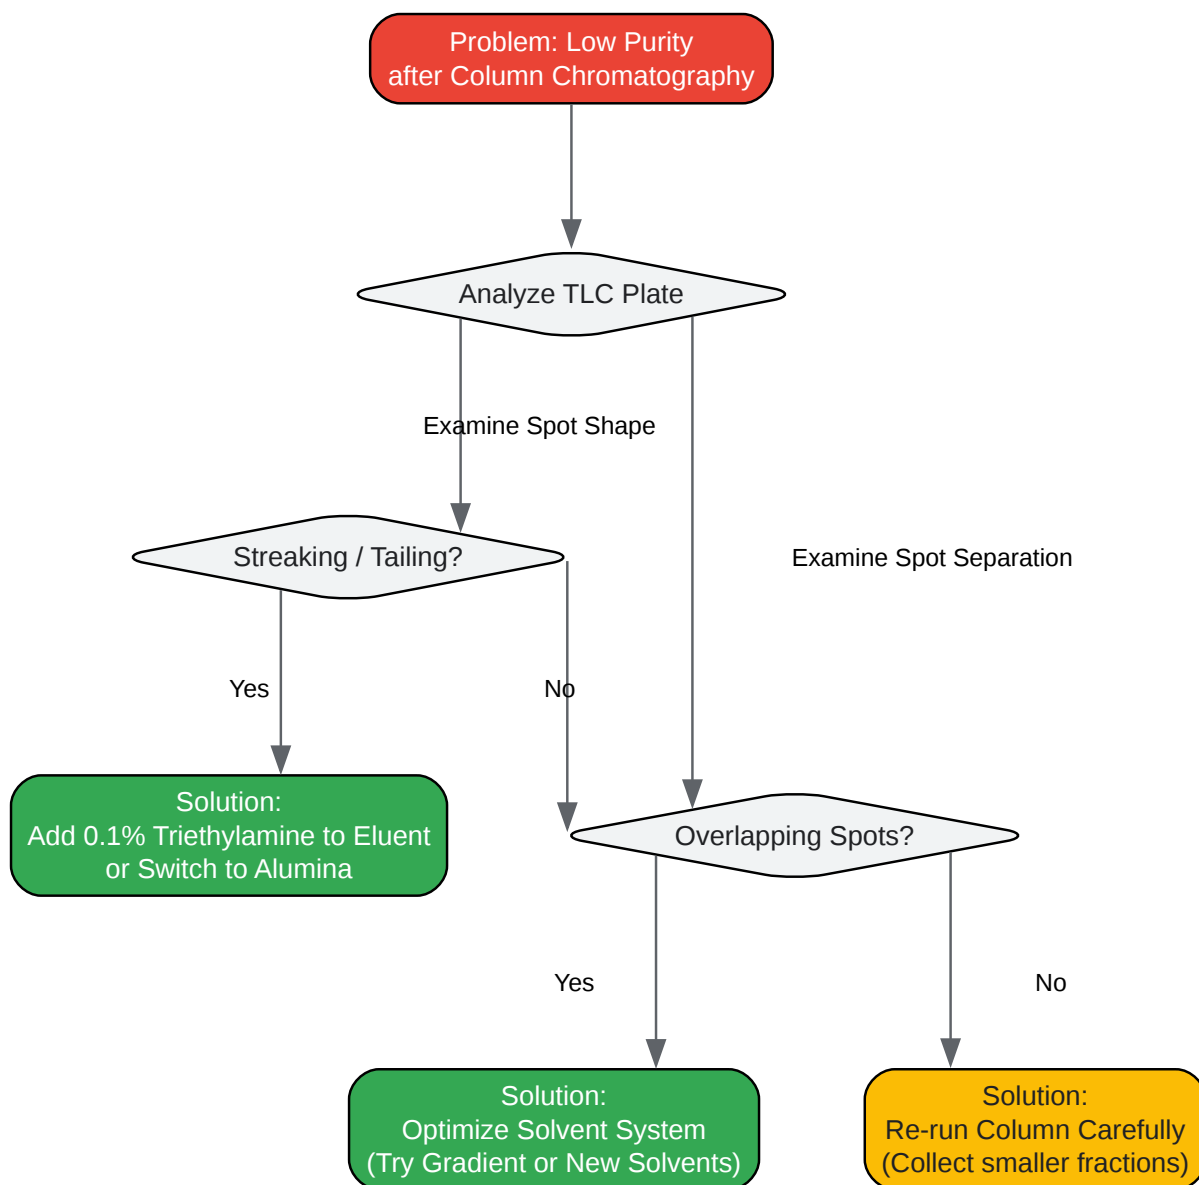 Problem: Low Purity
after Column Chromatography
Analyze TLC Plate
Examine Spot Shape
Streaking / Tailing?
Examine Spot Separation
Yes
No
Solution:
Add 0.1% Triethylamine to Eluent
or Switch to Alumina
Overlapping Spots?
Yes
No
Solution:
Optimize Solvent System
(Try Gradient or New Solvents)
Solution:
Re-run Column Carefully
(Collect smaller fractions)